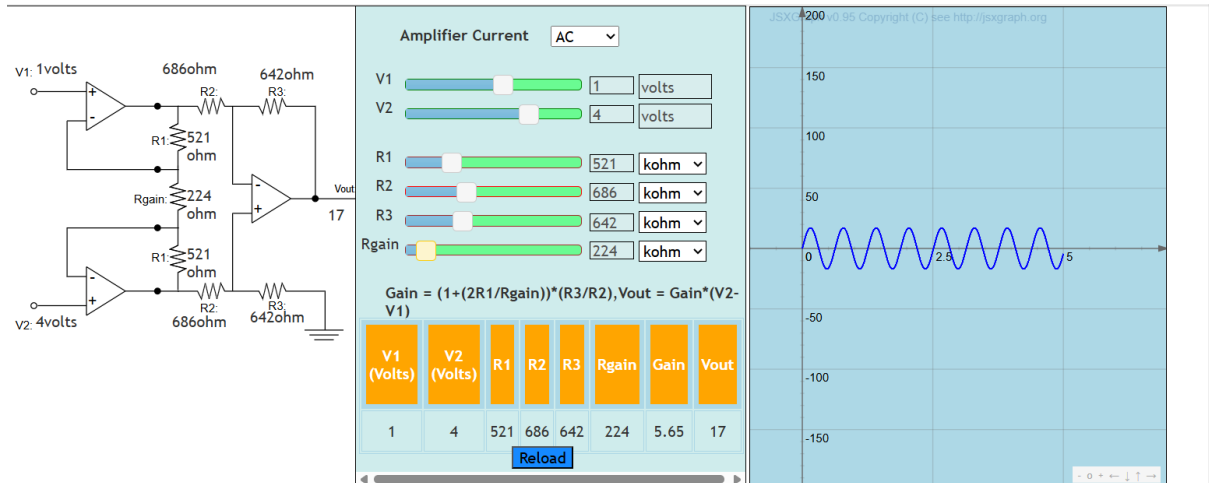 V1: 1volts
686ohm
642ohm
R2:
R3:
+
-
R1: 521
ohm
Rgain: 224
ohm
-
+
Vout
17
R1: 521
ohm
-
+
V2: 4volts
R2:
686ohm
R3:
642ohm
Amplifier Current AC
V1 1 volts
V2 4 volts
R1 521 kohm
R2 686 kohm
R3 642 kohm
Rgain 224 kohm
Gain = (1+(2R1/Rgain))*(R3/R2),Vout = Gain*(V2-
V1)
V1 (Volts) V2 (Volts) R1 R2 R3 Rgain Gain Vout
1 4 521 686 642 224 5.65 17
Reload
v0.95 Copyright (C) see http://jsxgraph.org
200
150
100
50
0 2.5 5
-50
-100
-150
- o + ← ↓ ↑ →